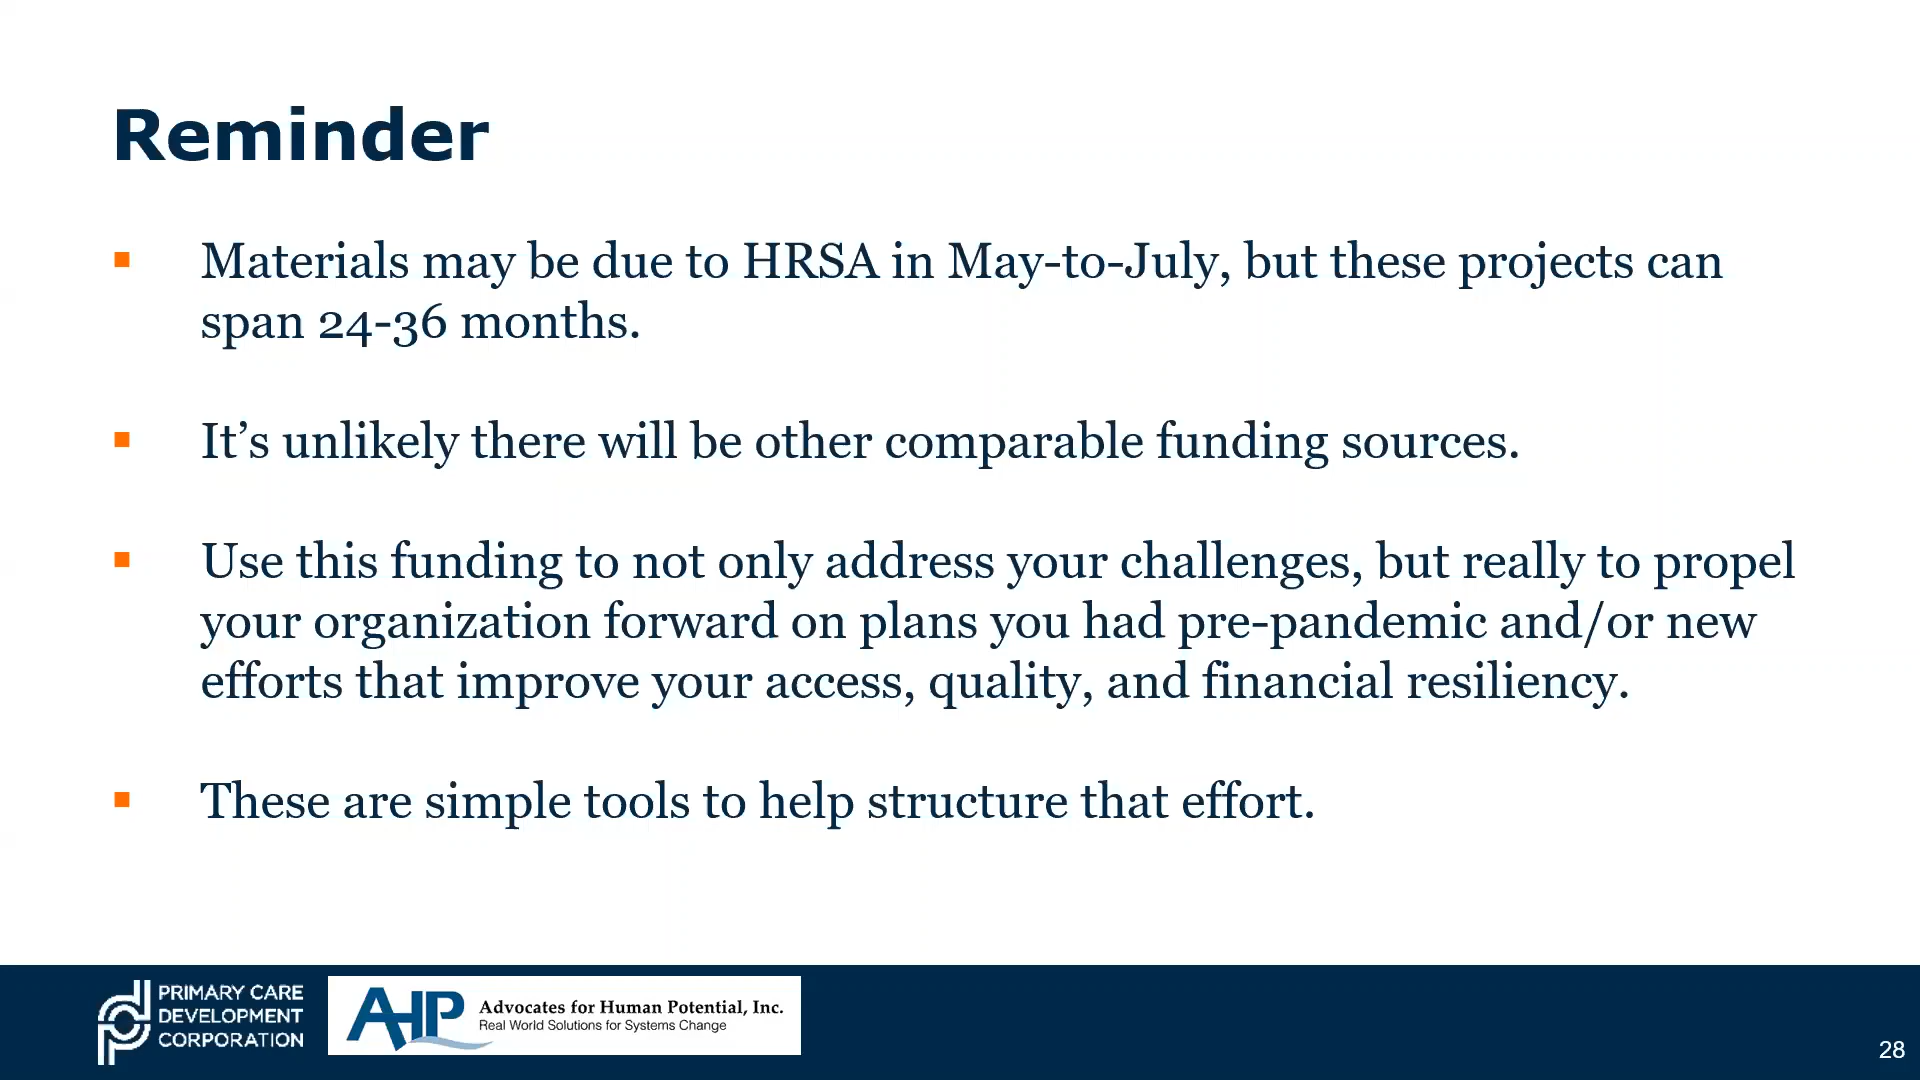 Reminder
Materials may be due to HRSA in May-to-July, but these projects can
span 24-36 months.
It’s unlikely there will be other comparable funding sources.
Use this funding to not only address your challenges, but really to propel
your organization forward on plans you had pre-pandemic and/or new
efforts that improve your access, quality, and financial resiliency.
These are simple tools to help structure that effort.
PRIMARY CARE
DEVELOPMENT
CORPORATION
AHP
Advocates for Human Potential, Inc.
Real World Solutions for Systems Change
28